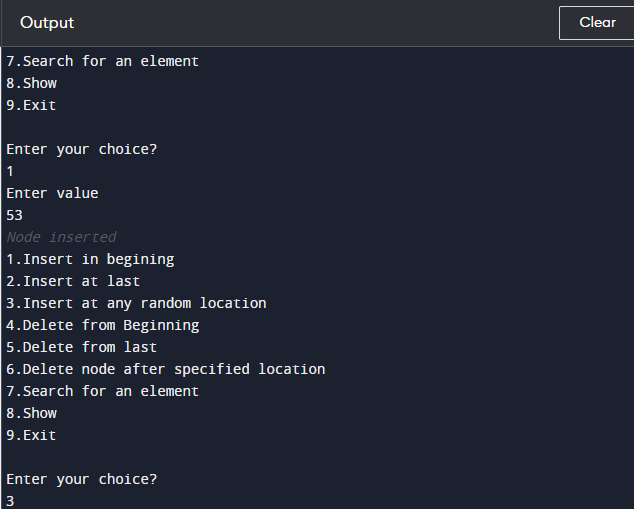 Output
Clear
7.Search for an element
8.Show
9.Exit
Enter your choice?
1
Enter value
53
Node inserted
1.Insert in begining
2.Insert at last
3.Insert at any random location
4.Delete from Beginning
5.Delete from last
6.Delete node after specified location
7.Search for an element
8.Show
9.Exit
Enter your choice?
3